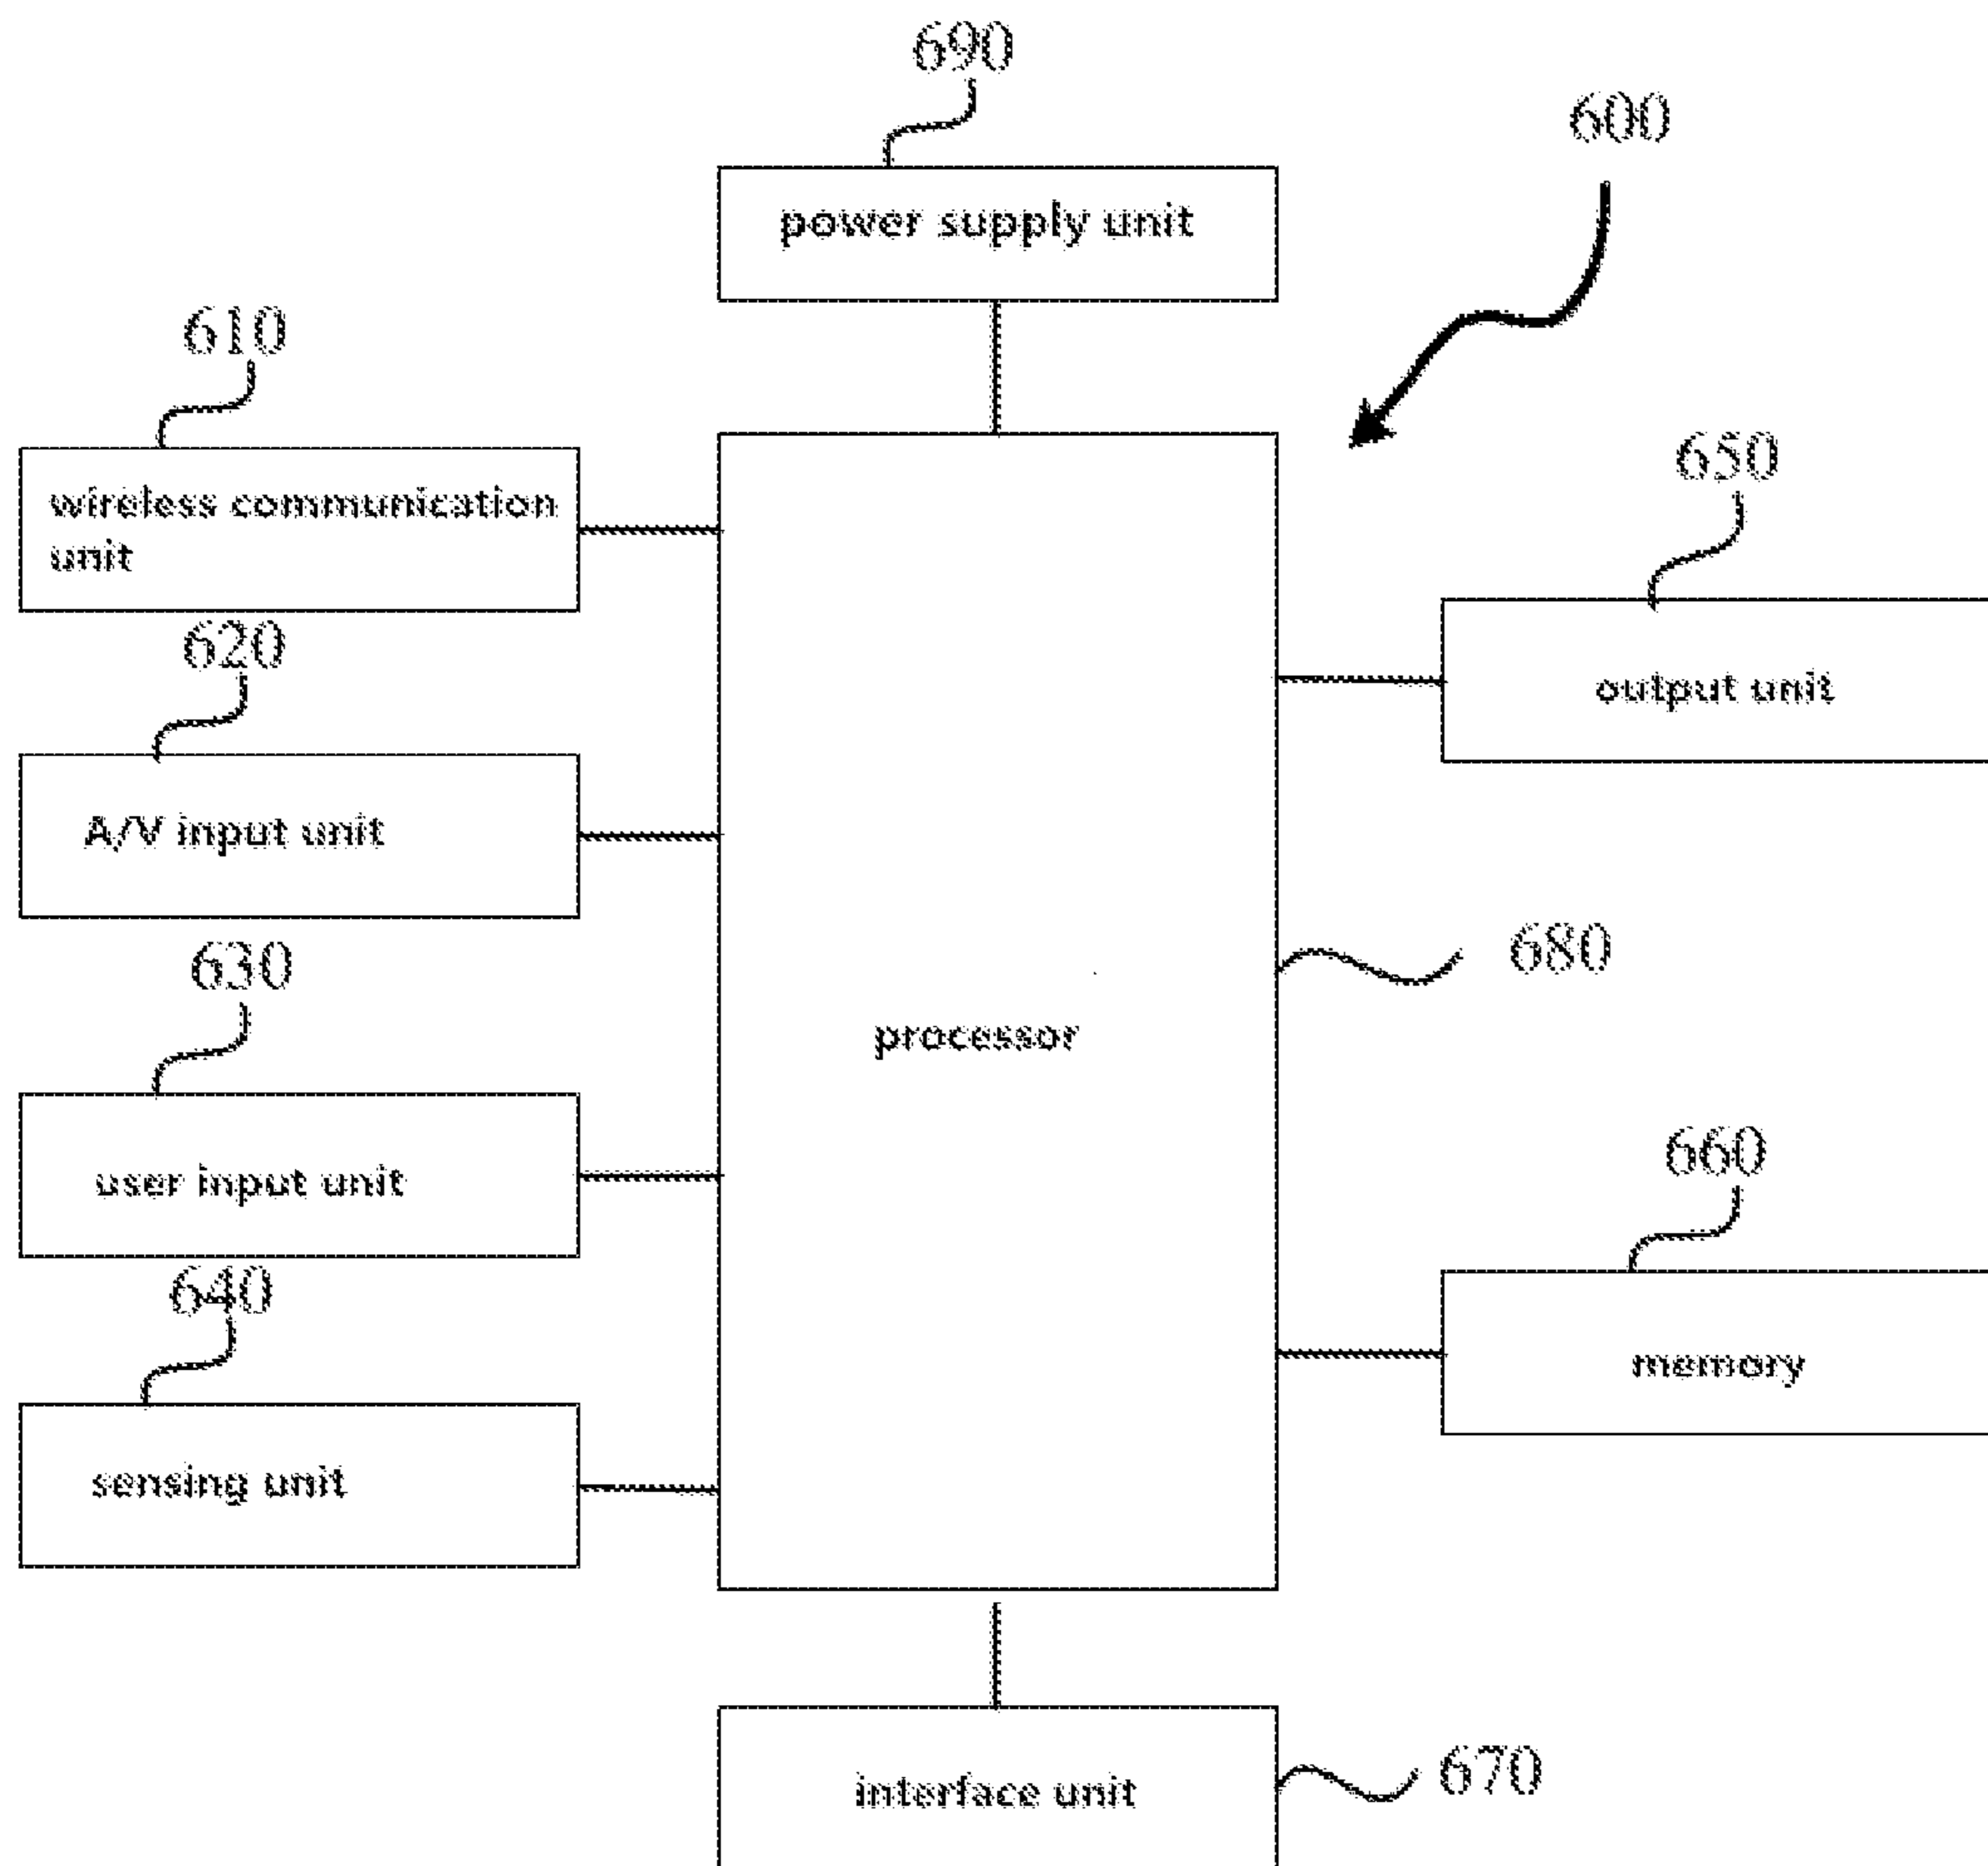 690
600
power supply unit
610
650
wireless communication
unit
620
output unit
A/V input unit
630
680
processor
660
user input unit
640
memory
sensing unit
670
interface unit